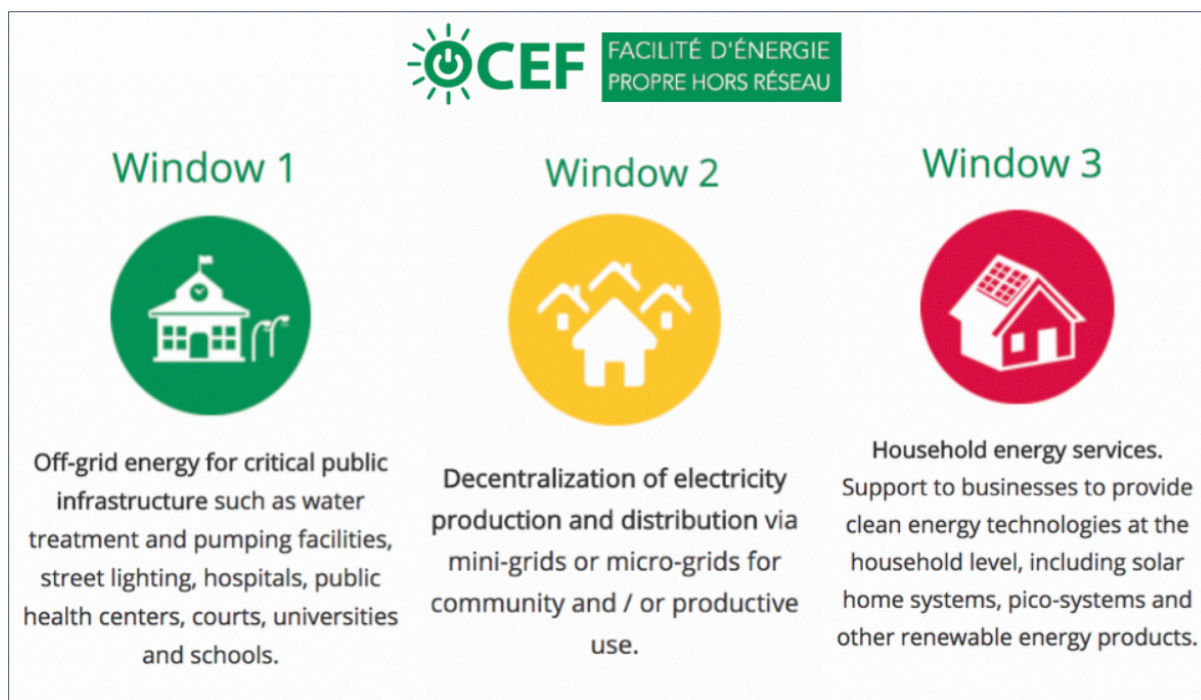 OCEF
FACILITÉ D'ÉNERGIE
PROPRE HORS RÉSEAU
Window 1
Off-grid energy for critical public
infrastructure such as water
treatment and pumping facilities,
street lighting, hospitals, public
health centers, courts, universities
and schools.
Window 2
Decentralization of electricity
production and distribution via
mini-grids or micro-grids for
community and / or productive
use.
Window 3
Household energy services.
Support to businesses to provide
clean energy technologies at the
household level, including solar
home systems, pico-systems and
other renewable energy products.